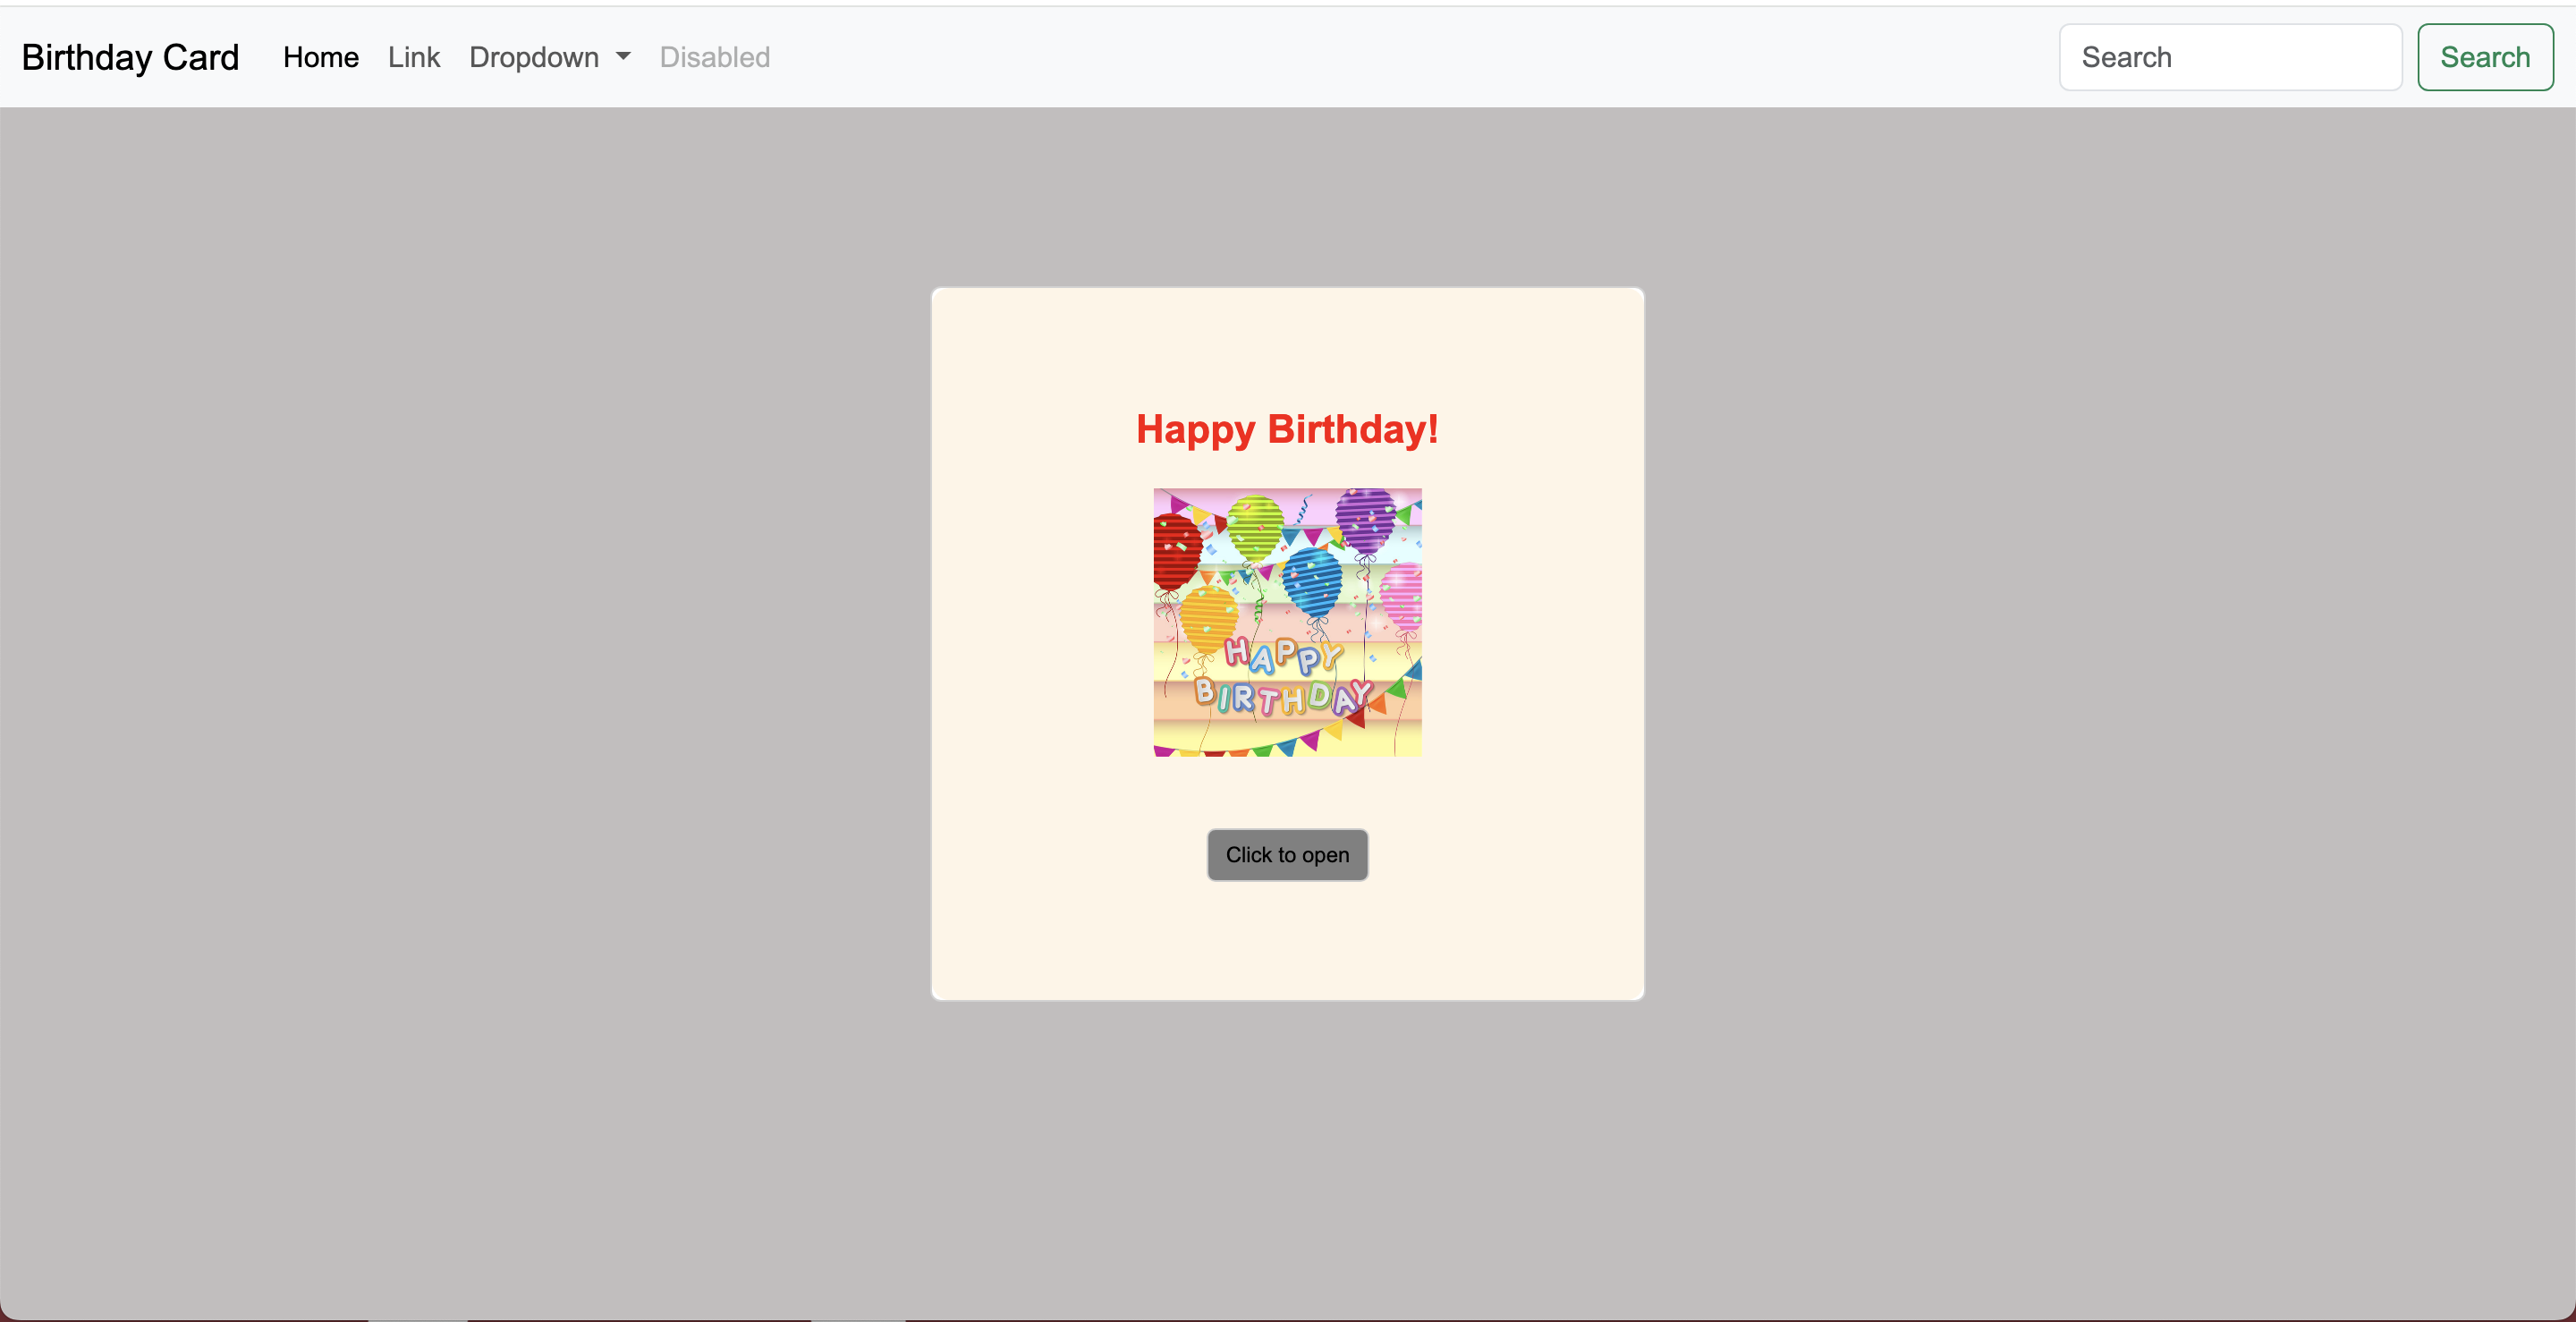 Birthday Card Home Link Dropdown Disabled Search Search
Happy Birthday!
HAPPY
BIRTHDAY
Click to open